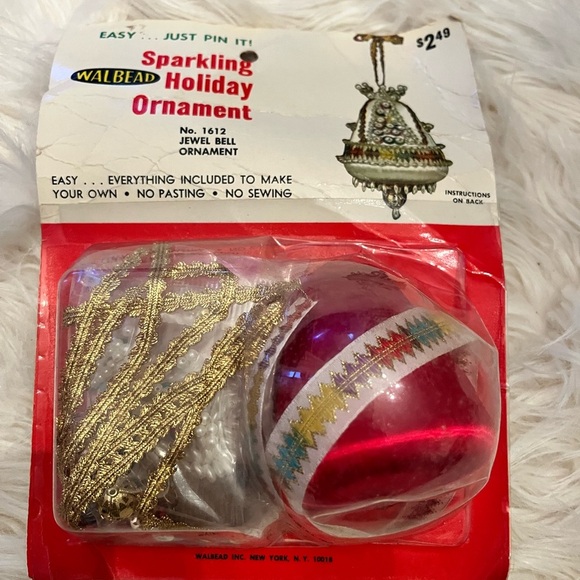 EASY . . . JUST PIN IT!
$2.49
WALBEAD
Sparkling
Holiday
Ornament
No. 1612
JEWEL BELL
ORNAMENT
EASY . . . EVERYTHING INCLUDED TO MAKE
YOUR OWN • NO PASTING • NO SEWING
INSTRUCTIONS
ON BACK
WALBEAD INC. NEW YORK, N.Y. 10018